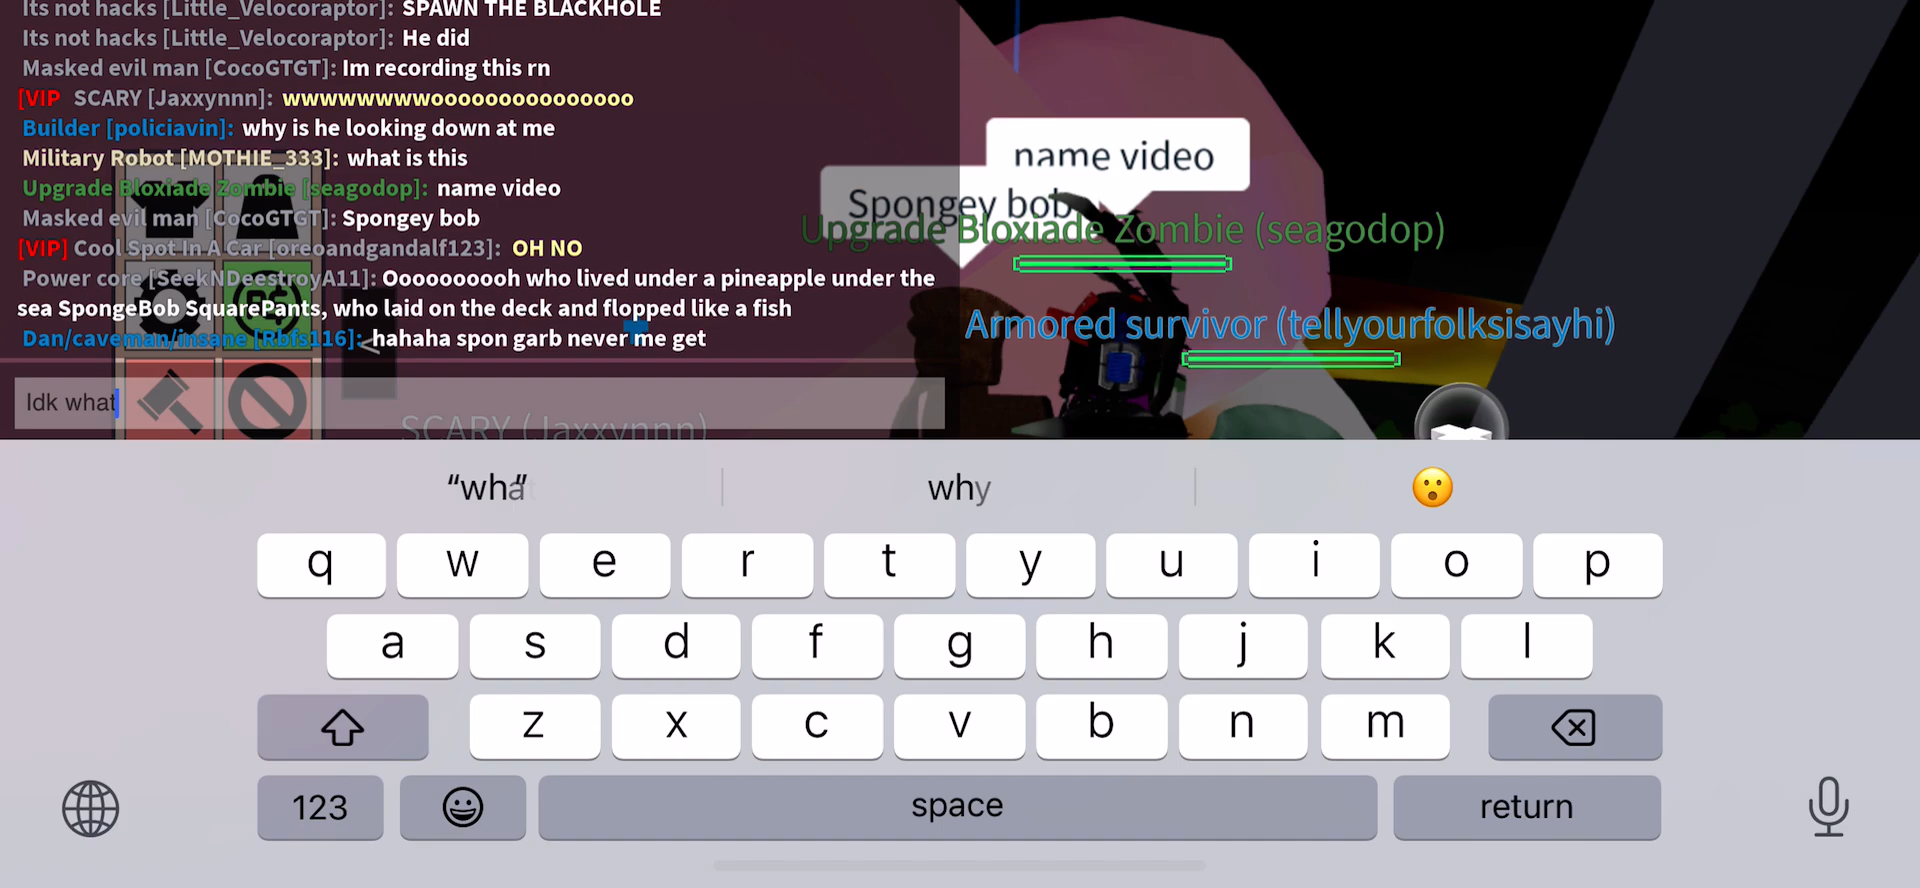 Its not hacks [Little_Velocoraptor]: SPAWN THE BLACKHOLE
Its not hacks [Little_Velocoraptor]: He did
Masked evil man [CocoGTGT]: Im recording this rn
[VIP SCARY [Jaxxynnn]: wwwwwwwwooooooooooooooo
Builder [policiavin]: why is he looking down at me
Military Robot [MOTHIE_333]: what is this
Upgrade Bloxiade Zombie [seagodop]: name video
Masked evil man [CocoGTGT]: Spongey bob
[VIP] Cool Spot In A Car [oreoandgandalf123]: OH NO
Power core [SeekNDeestroyA11]: Ooooooooh who lived under a pineapple under the
sea SpongeBob SquarePants, who laid on the deck and flopped like a fish
Dan/caveman/insane [Rbfs116]: hahaha spon garb never me get
Idk what
name video
Spongey bob
Upgrade Bloxiade Zombie (seagodop)
Armored survivor (tellyourfolksisayhi)
SCARY (Jaxxynnn)
“wha” why 😮
q w e r t y u i o p
a s d f g h j k l
z x c v b n m
123 space return